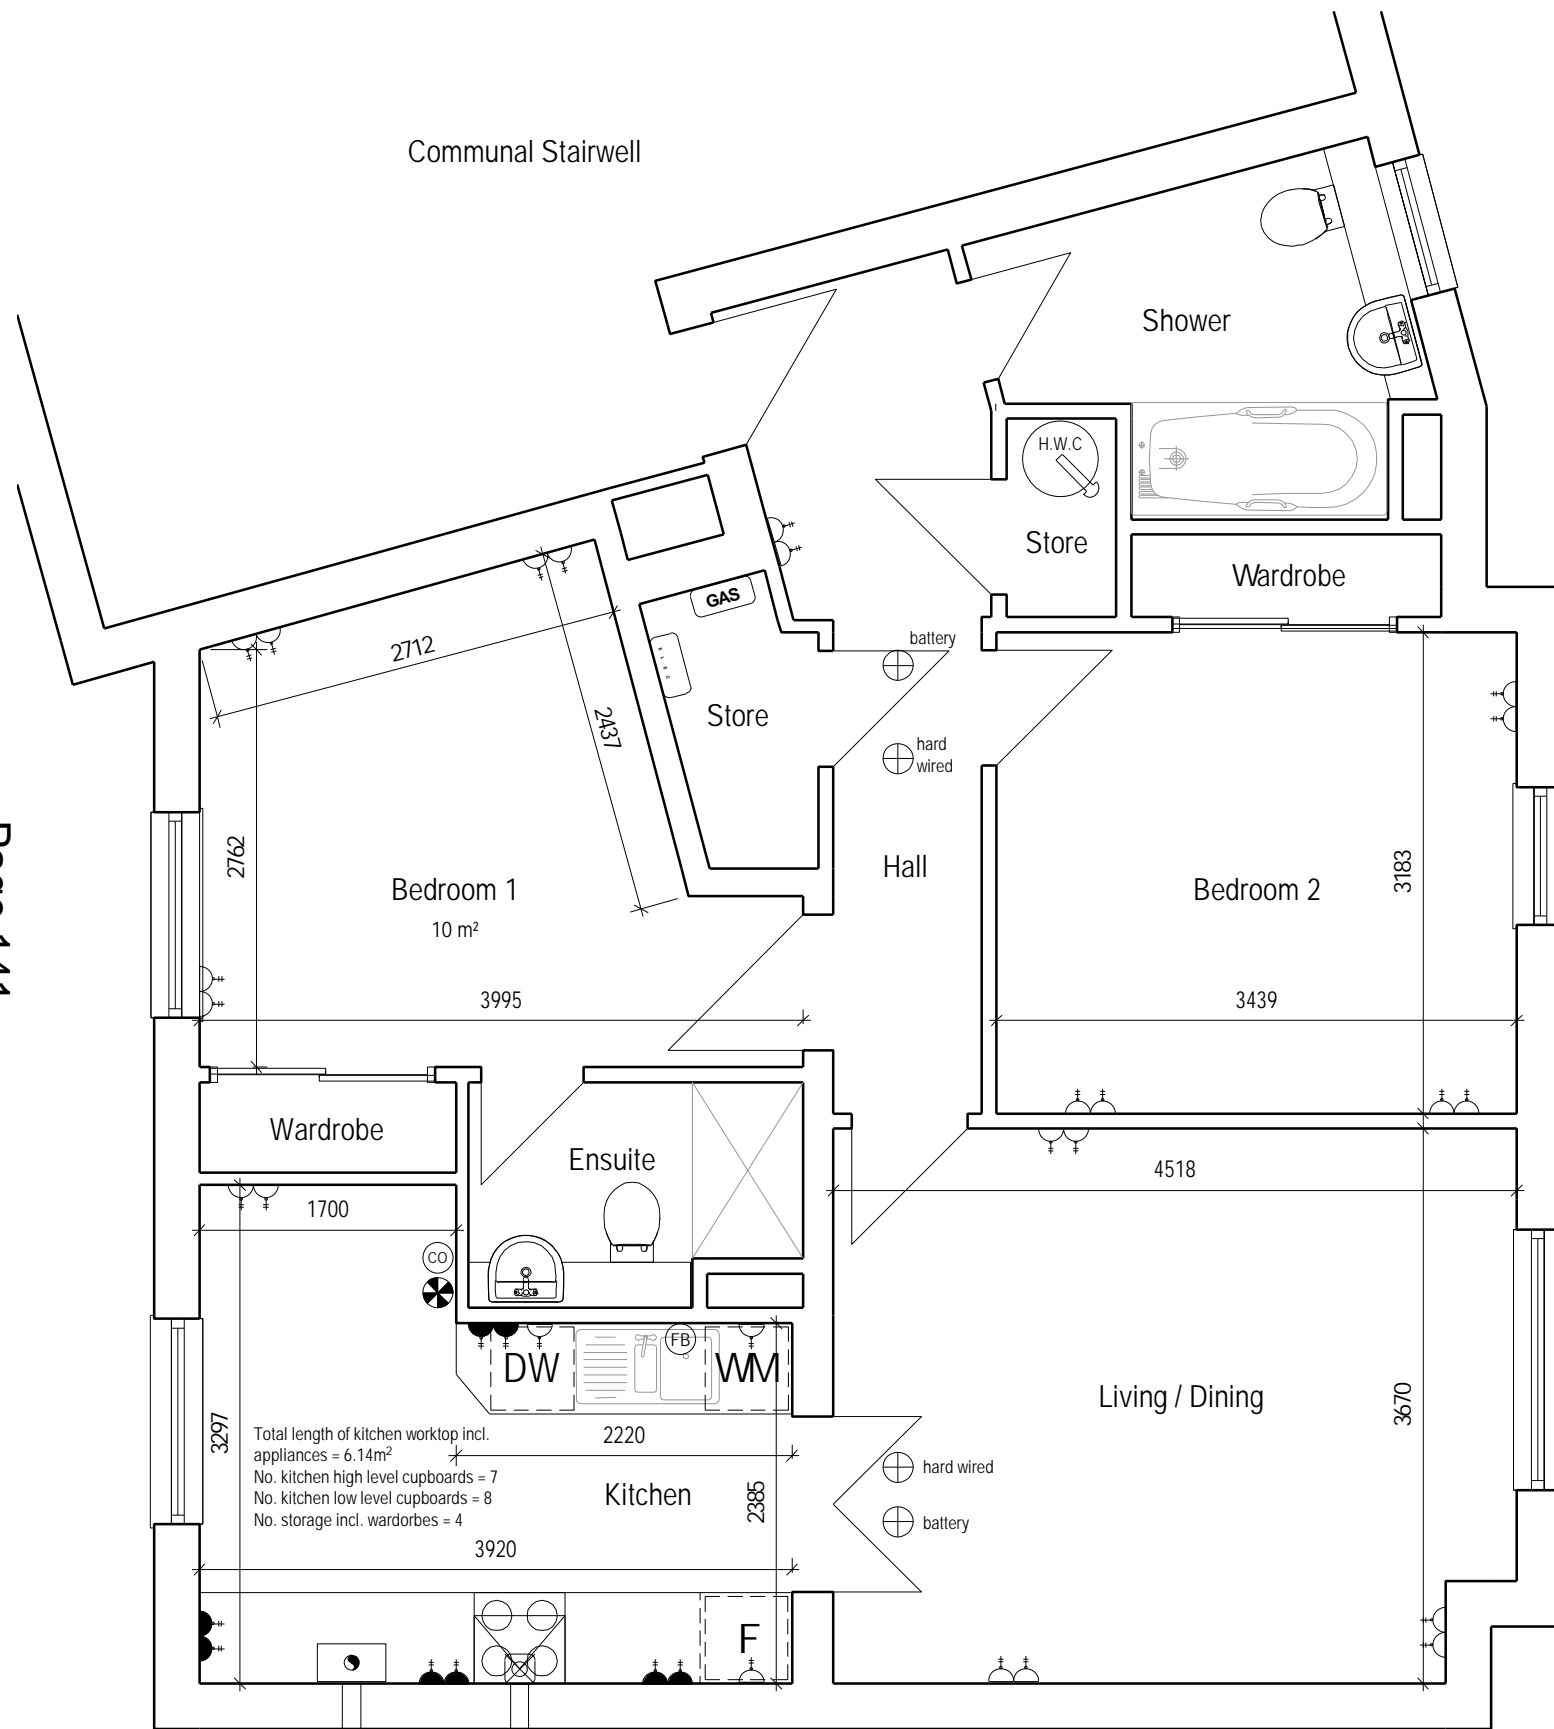 Communal Stairwell
Shower
H.W.C
Store
Wardrobe
GAS
ELEC
2712
battery
2437
Store
hard
wired
2762
Hall
3183
Bedroom 1
10 m²
Bedroom 2
3995
3439
Wardrobe
Ensuite
4518
1700
CO
FB
DW
WM
Living / Dining
3670
3297
Total length of kitchen worktop incl.
appliances = 6.14m²
No. kitchen high level cupboards = 7
No. kitchen low level cupboards = 8
No. storage incl. wardorbes = 4
2220
Kitchen
2385
hard wired
battery
3920
F